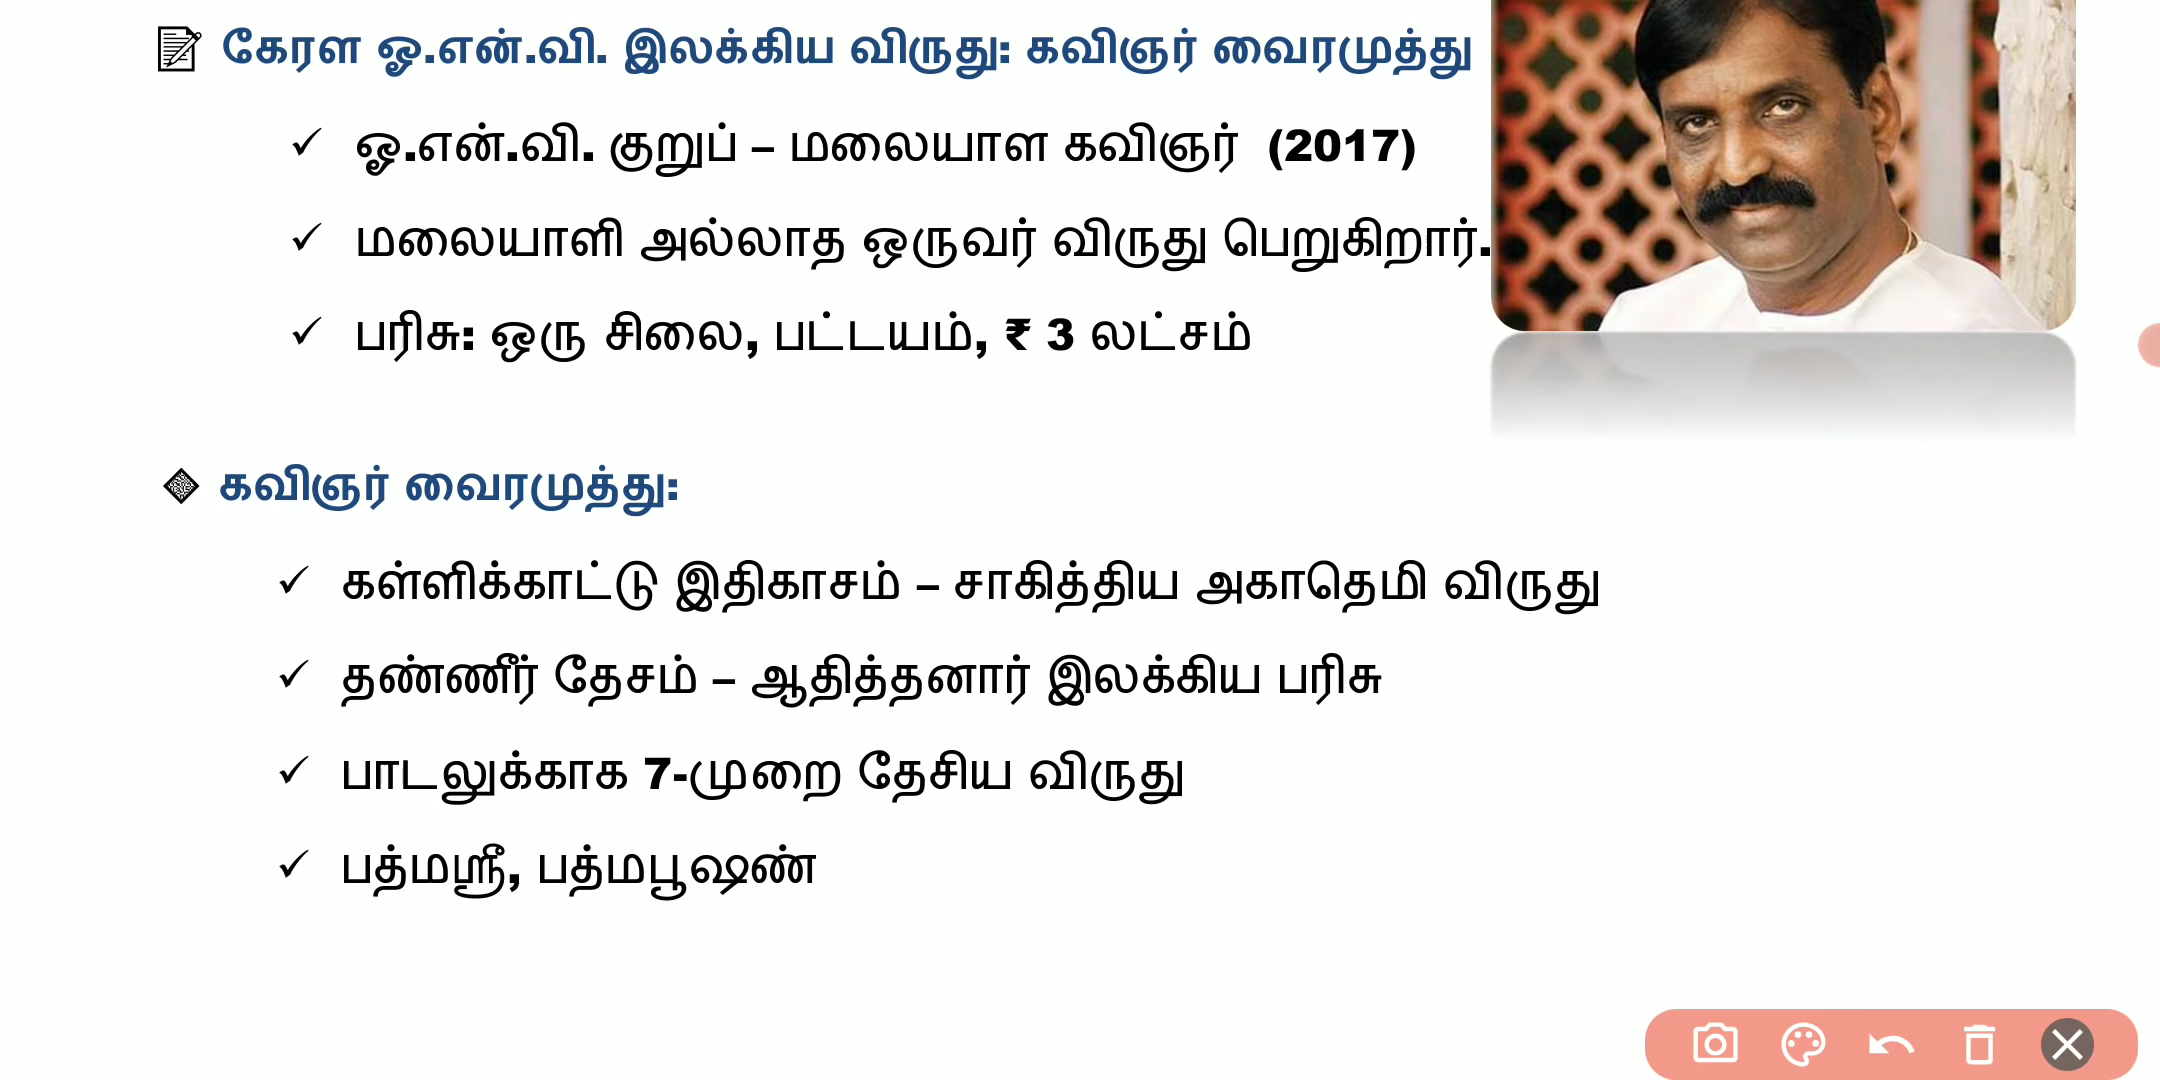 கேரள ஓ.என்.வி. இலக்கிய விருது: கவிஞர் வைரமுத்து
ஓ.என்.வி. குறுப் – மலையாள கவிஞர் (2017)
மலையாளி அல்லாத ஒருவர் விருது பெறுகிறார்.
பரிசு: ஒரு சிலை, பட்டயம், ₹ 3 லட்சம்
கவிஞர் வைரமுத்து:
கள்ளிக்காட்டு இதிகாசம் – சாகித்திய அகாதெமி விருது
தண்ணீர் தேசம் – ஆதித்தனார் இலக்கிய பரிசு
பாடலுக்காக 7-முறை தேசிய விருது
பத்மஸ்ரீ, பத்மபூஷண்